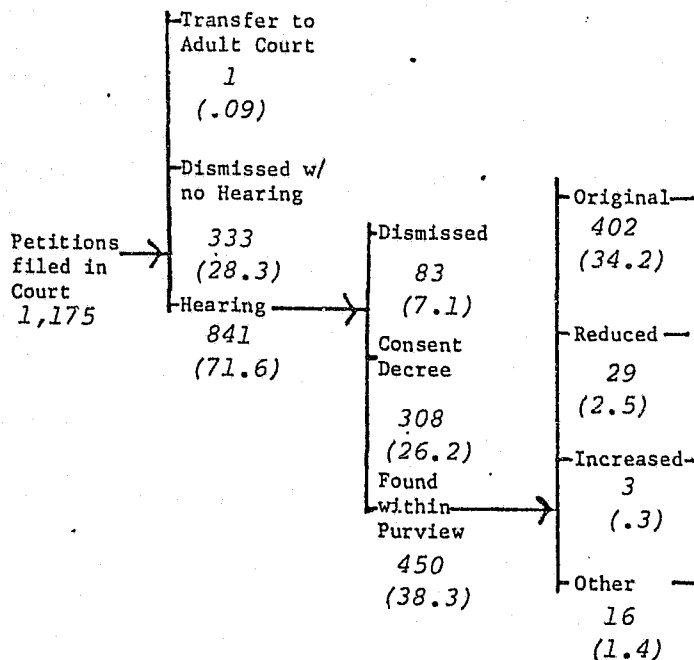 Transfer to
Adult Court
1
(.09)
Dismissed w/
no Hearing
333
(28.3)
Petitions
filed in
Court
1,175
Hearing
841
(71.6)
Dismissed
83
(7.1)
Consent
Decree
308
(26.2)
Found
within
Purview
450
(38.3)
Original
402
(34.2)
Reduced
29
(2.5)
Increased
3
(.3)
Other
16
(1.4)